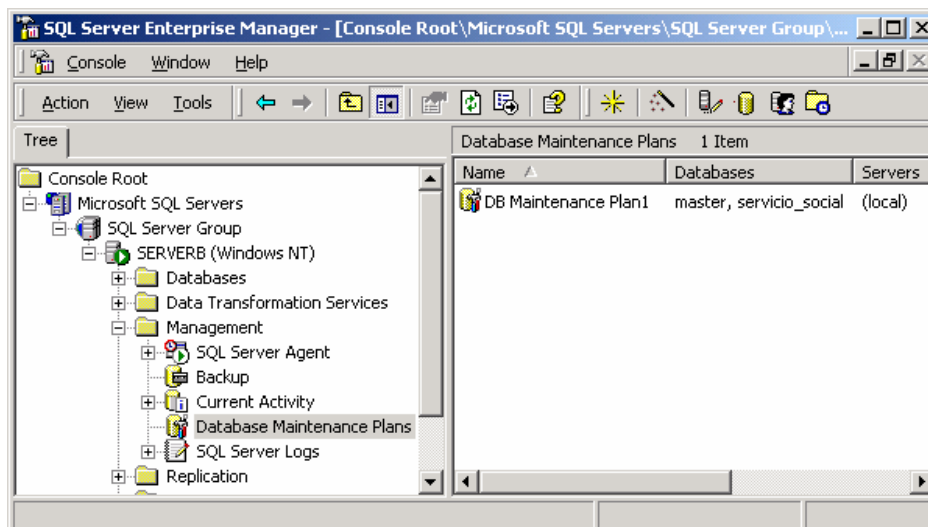 SQL Server Enterprise Manager - [Console Root\Microsoft SQL Servers\SQL Server Group\...
Console Window Help
Action View Tools
Tree
Database Maintenance Plans 1 Item
Console Root
Microsoft SQL Servers
SQL Server Group
SERVERB (Windows NT)
Databases
Data Transformation Services
Management
SQL Server Agent
Backup
Current Activity
Database Maintenance Plans
SQL Server Logs
Replication
Name Databases Servers
DB Maintenance Plan1 master, servicio_social (local)